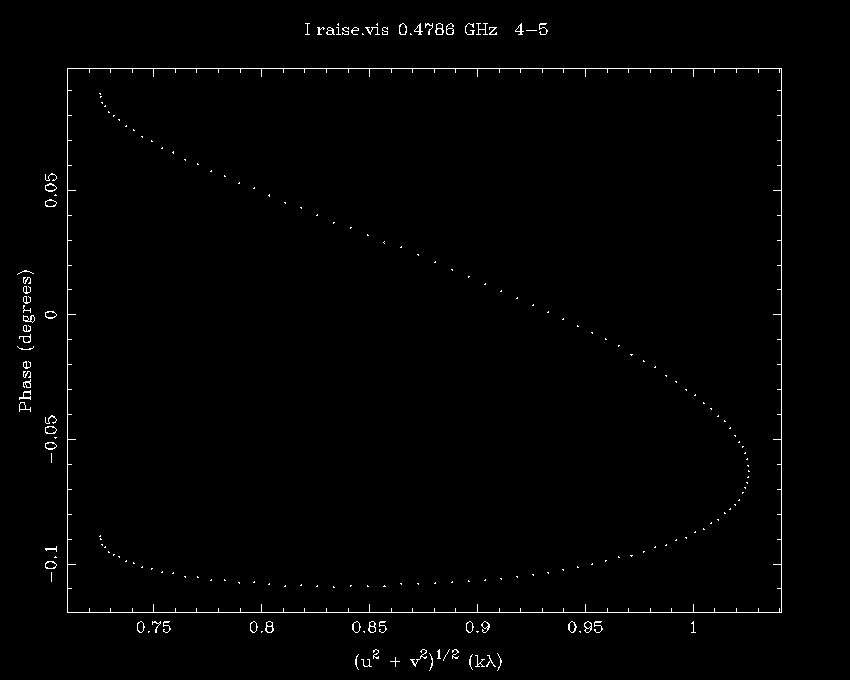 I raise.vis 0.4786 GHz 4−5
0.05
0
−0.05
−0.1
Phase (degrees)
0.75 0.8 0.85 0.9 0.95 1
(u² + v²)¹/² (kλ)